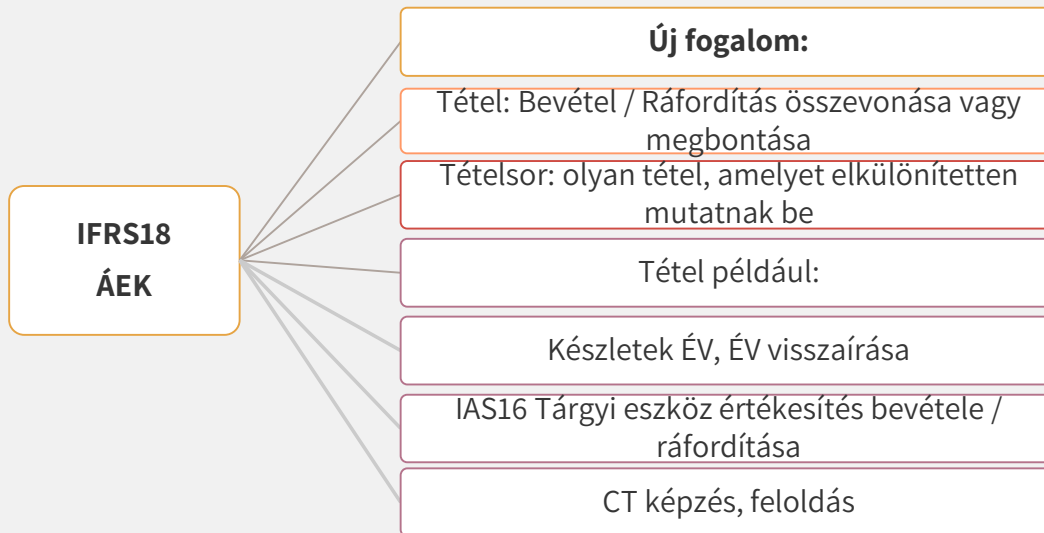 IFRS18
ÁEK
Új fogalom:
Tétel: Bevétel / Ráfordítás összevonása vagy
megbontása
Tételsor: olyan tétel, amelyet elkülönítetten
mutatnak be
Tétel például:
Készletek ÉV, ÉV visszaírása
IAS16 Tárgyi eszköz értékesítés bevétele /
ráfordítása
CT képzés, feloldás